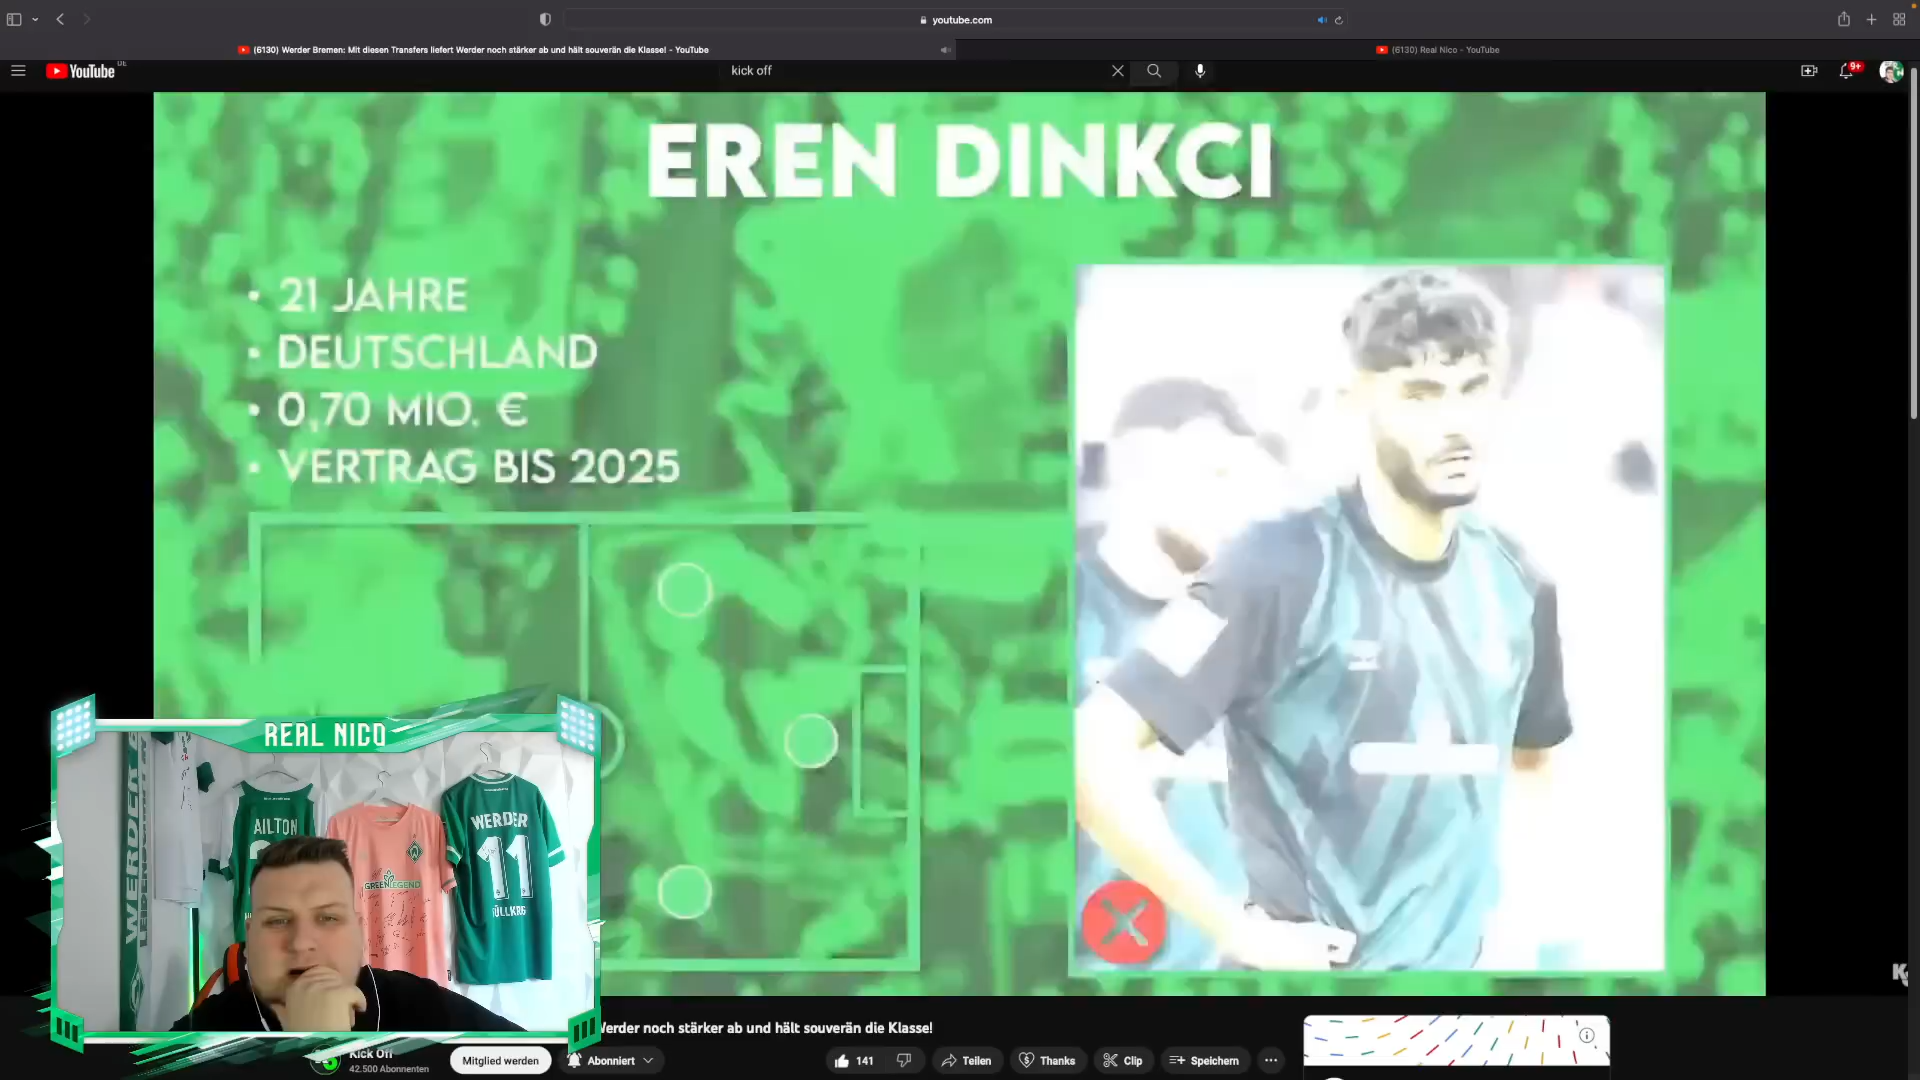 youtube.com
(6130) Werder Bremen: Mit diesen Transfers liefert Werder noch stärker ab und hält souverän die Klasse! - YouTube
(6130) Real Nico - YouTube
YouTube DE
kick off
9+
EREN DINKCI
• 21 JAHRE
• DEUTSCHLAND
• 0,70 MIO. €
• VERTRAG BIS 2025
REAL NICO
WERDER
AILTON
WERDER
11
GREENLEGEND
Werder noch stärker ab und hält souverän die Klasse!
Kick Off
42.500 Abonnenten
Mitglied werden
Abonniert
141
Teilen
Thanks
Clip
Speichern